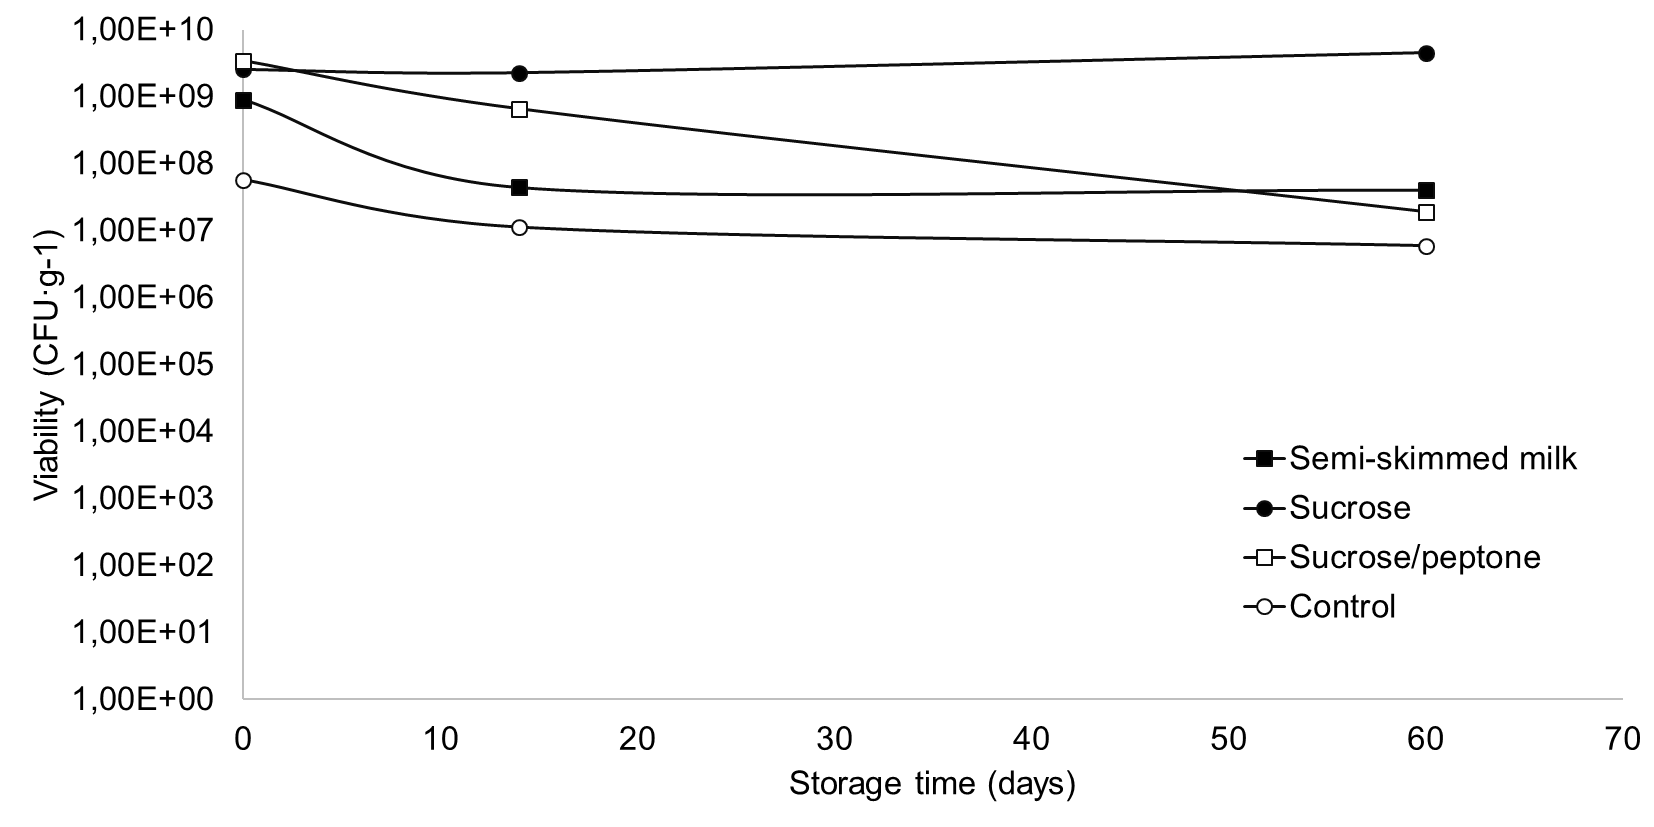 1,00E+10
1,00E+09
1,00E+08
1,00E+07
1,00E+06
1,00E+05
1,00E+04
1,00E+03
1,00E+02
1,00E+01
1,00E+00
Viability (CFU·g-1)
0 10 20 30 40 50 60 70
Storage time (days)
Semi-skimmed milk
Sucrose
Sucrose/peptone
Control